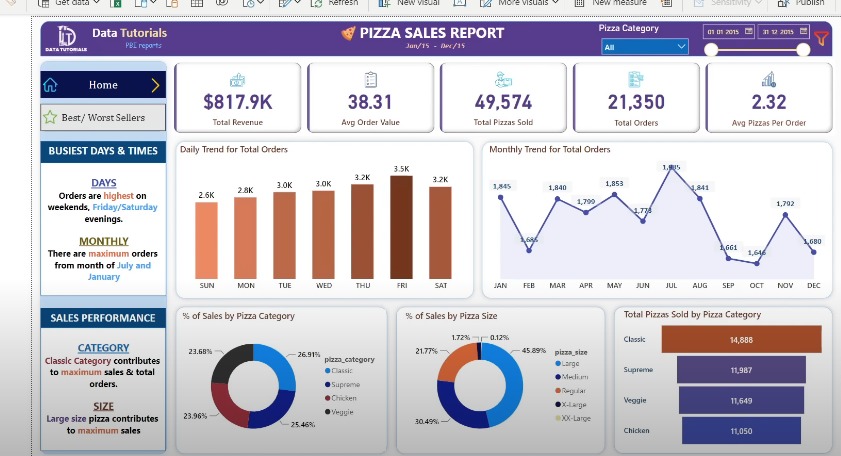 Get data
Refresh
New visual
More visuals
New measure
Sensitivity
Publish
DATA TUTORIALS
Data Tutorials
PBI reports
PIZZA SALES REPORT
Jan/15 - Dec/15
Pizza Category
All
01 01 2015
31 12 2015
Home
Best/ Worst Sellers
$817.9K
Total Revenue
38.31
Avg Order Value
49,574
Total Pizzas Sold
21,350
Total Orders
2.32
Avg Pizzas Per Order
BUSIEST DAYS & TIMES
DAYS
Orders are highest on
weekends, Friday/Saturday
evenings.
MONTHLY
There are maximum orders
from month of July and
January
Daily Trend for Total Orders
2.6K
2.8K
3.0K
3.0K
3.2K
3.5K
3.2K
SUN MON TUE WED THU FRI SAT
Monthly Trend for Total Orders
1,845
1,685
1,840
1,799
1,853
1,773
1,935
1,841
1,661
1,646
1,792
1,680
JAN FEB MAR APR MAY JUN JUL AUG SEP OCT NOV DEC
SALES PERFORMANCE
CATEGORY
Classic Category contributes
to maximum sales & total
orders.
SIZE
Large size pizza contributes
to maximum sales
% of Sales by Pizza Category
23.68%
26.91%
23.96%
25.46%
pizza_category
Classic
Supreme
Chicken
Veggie
% of Sales by Pizza Size
1.72%
0.12%
21.77%
45.89%
30.49%
pizza_size
Large
Medium
Regular
X-Large
XX-Large
Total Pizzas Sold by Pizza Category
Classic 14,888
Supreme 11,987
Veggie 11,649
Chicken 11,050